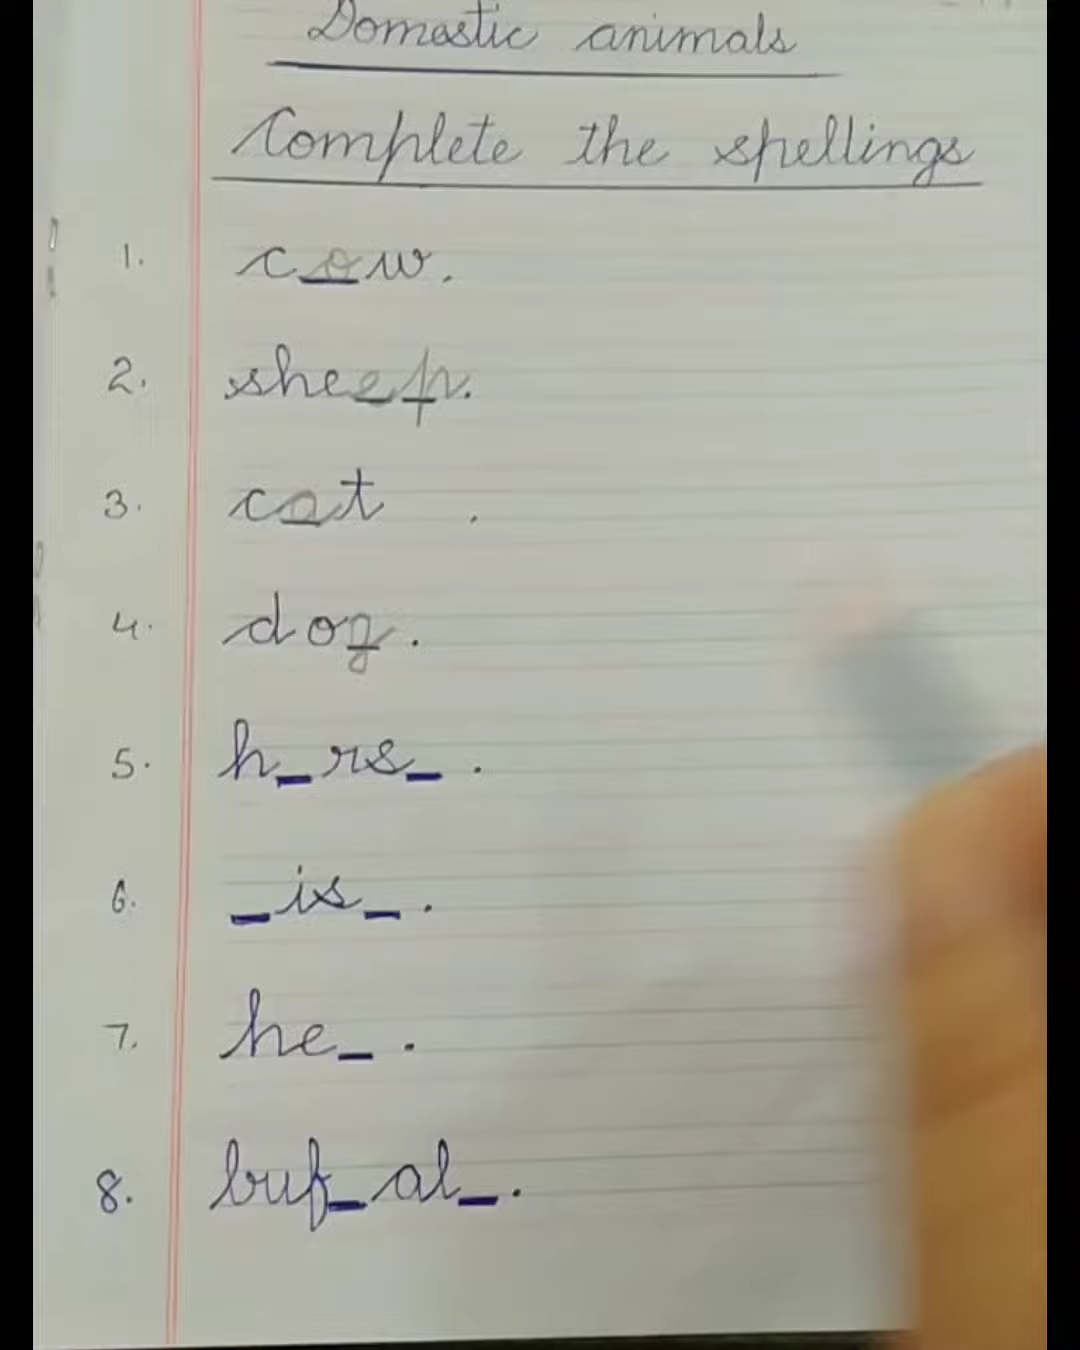 Domestic animals
Complete the spellings
1. cow.
2. sheep.
3. cat .
4. dog.
5. h_rs_.
6. _is_.
7. he_.
8. buf_al_.